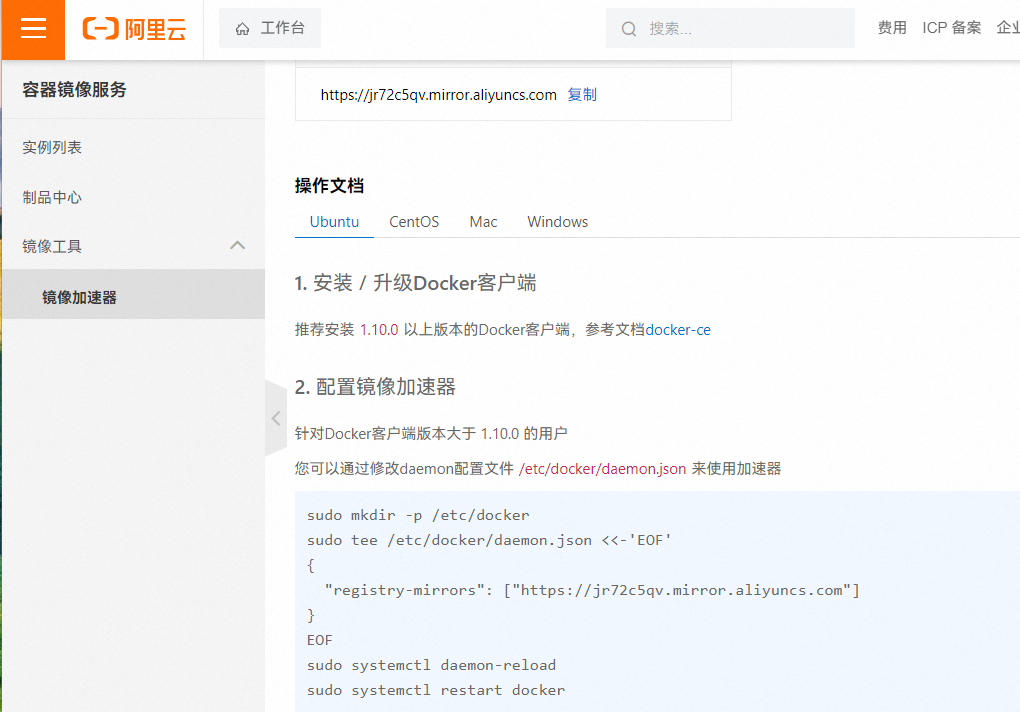 阿里云
工作台
搜索...
费用
ICP 备案
企业
容器镜像服务
实例列表
制品中心
镜像工具
镜像加速器
https://jr72c5qv.mirror.aliyuncs.com 复制
操作文档
Ubuntu CentOS Mac Windows
1. 安装 / 升级Docker客户端
推荐安装 1.10.0 以上版本的Docker客户端，参考文档docker-ce
2. 配置镜像加速器
针对Docker客户端版本大于 1.10.0 的用户
您可以通过修改daemon配置文件 /etc/docker/daemon.json 来使用加速器
sudo mkdir -p /etc/docker
sudo tee /etc/docker/daemon.json <<-'EOF'
{
  "registry-mirrors": ["https://jr72c5qv.mirror.aliyuncs.com"]
}
EOF
sudo systemctl daemon-reload
sudo systemctl restart docker